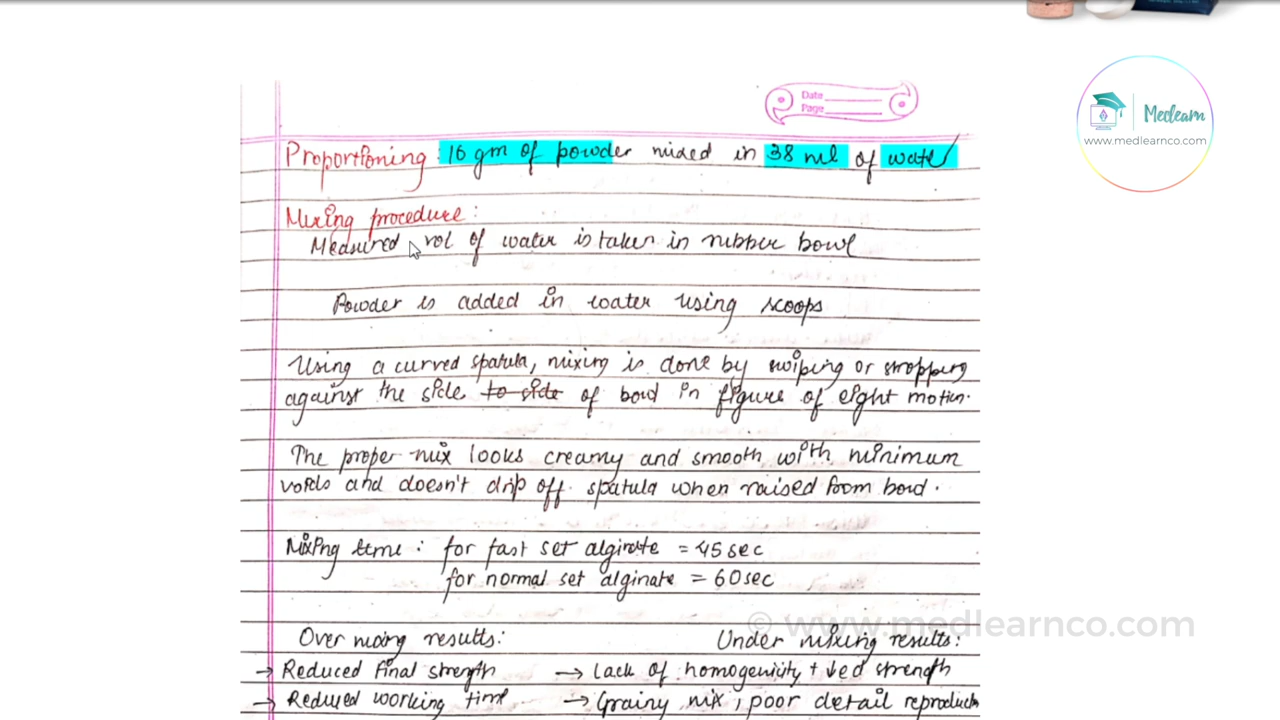 Date
Page
Medlearn
www.medlearnco.com
Proportioning : 16 gm of powder mixed in 38 ml of water
Mixing procedure :
Measured vol of water is taken in rubber bowl
Powder is added in water using scoops
Using a curved spatula, mixing is done by swiping or stropping
against the side to side of bowl in figure of eight motion.
The proper mix looks creamy and smooth with minimum
voids and doesn't drip off spatula when raised from bowl.
Mixing time : for fast set alginate = 45 sec
for normal set alginate = 60 sec
© www.medlearnco.com
Over mixing results: Under mixing results:
→ Reduced final strength → Lack of homogenicity + ↓ed strength
→ Reduced working time → Grainy mix, poor detail reproductn